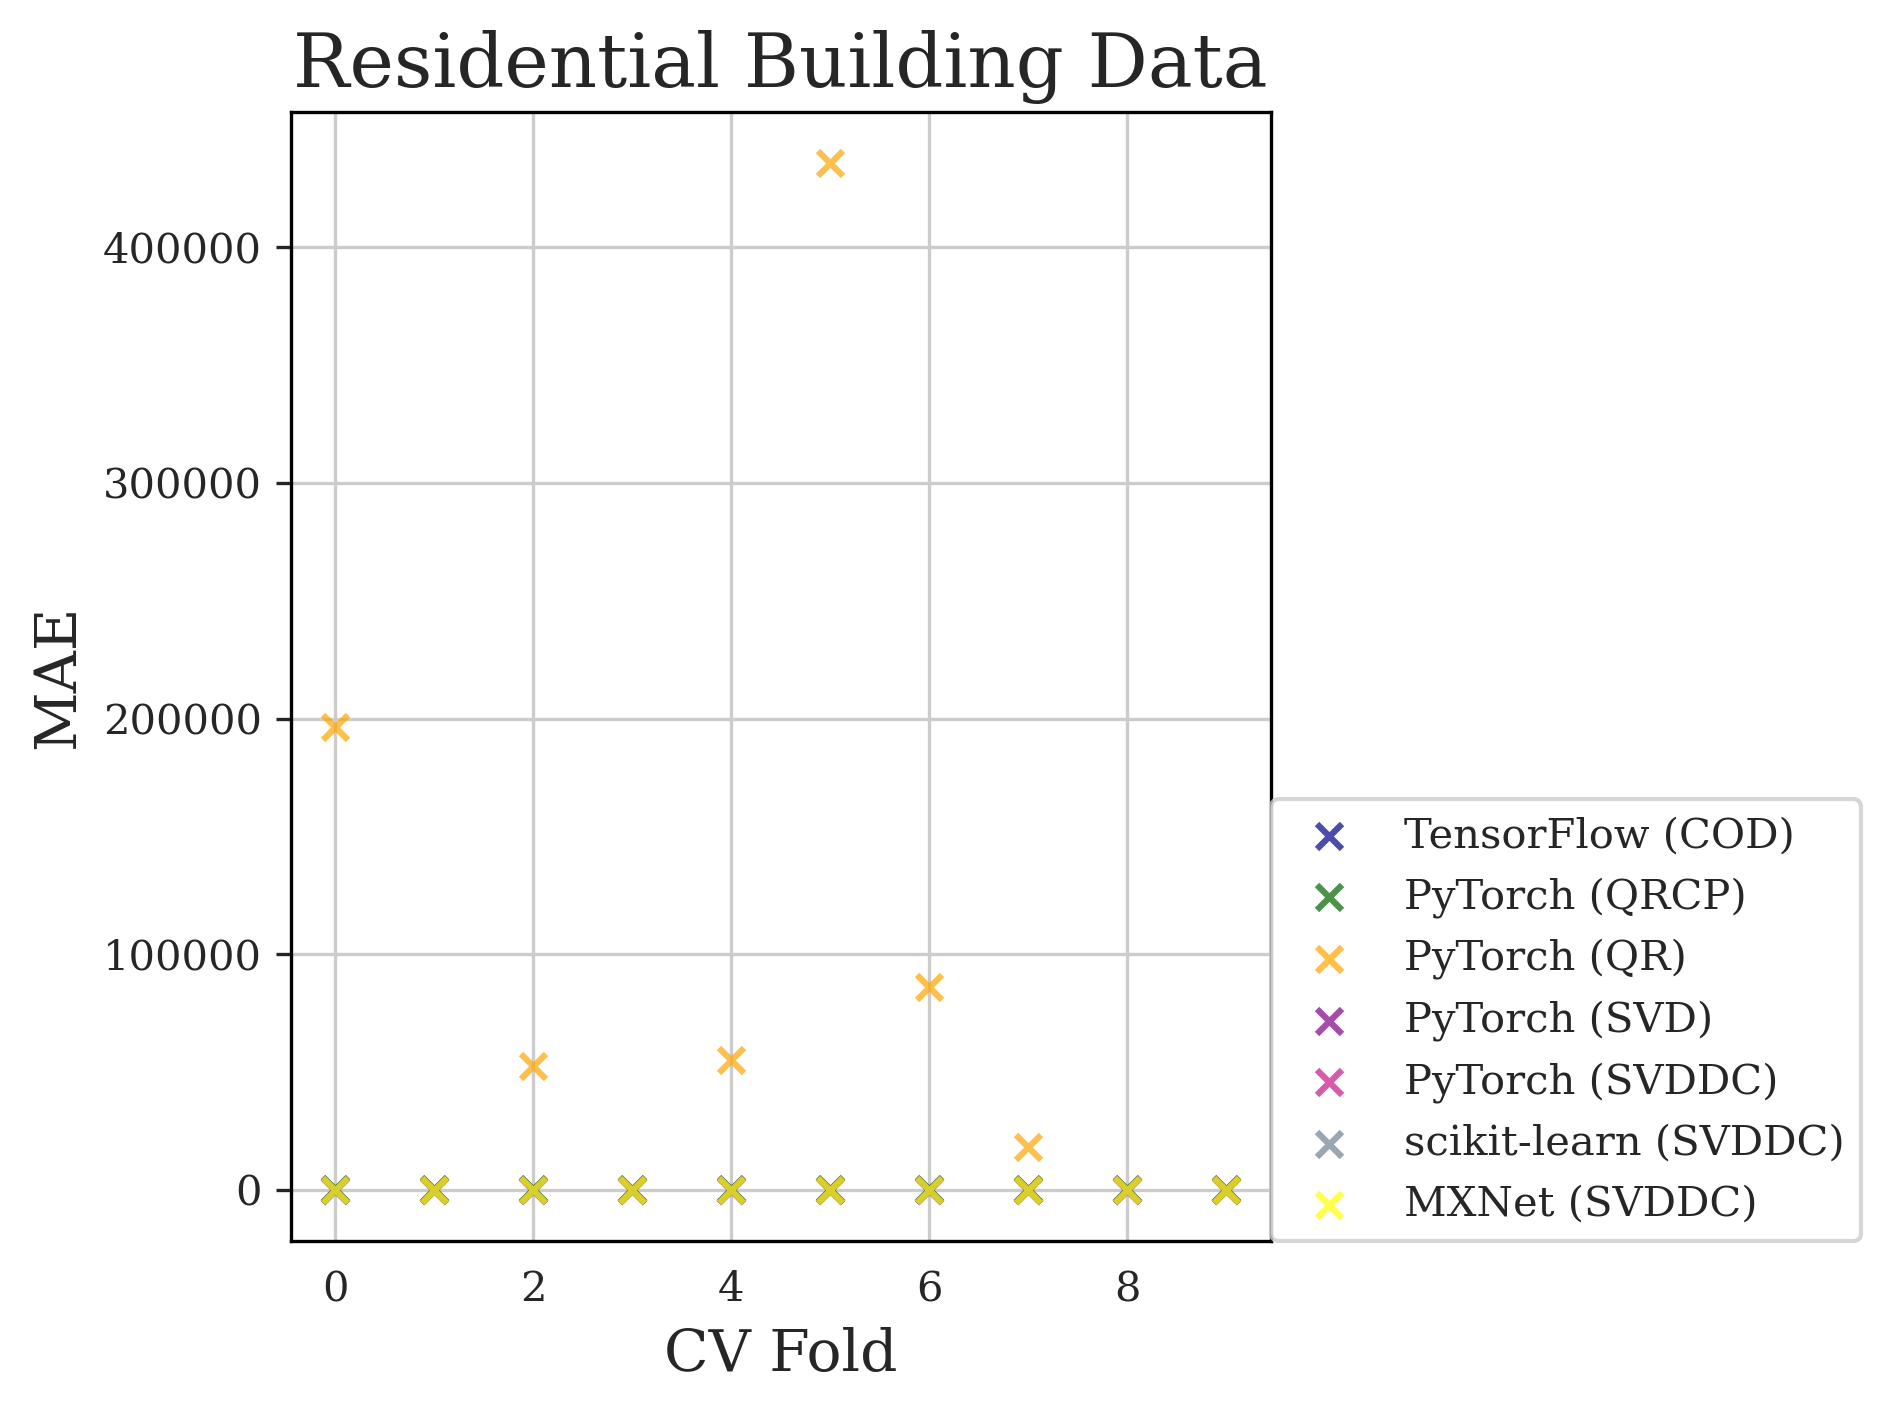 Residential Building Data
MAE
400000
300000
200000
100000
0
0 2 4 6 8
CV Fold
TensorFlow (COD)
PyTorch (QRCP)
PyTorch (QR)
PyTorch (SVD)
PyTorch (SVDDC)
scikit-learn (SVDDC)
MXNet (SVDDC)